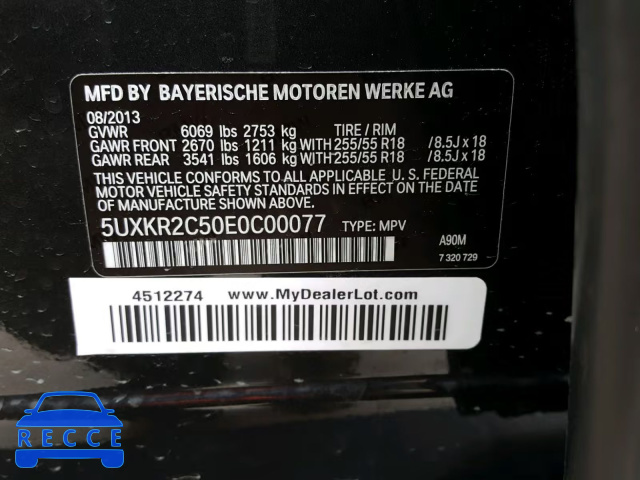 MFD BY BAYERISCHE MOTOREN WERKE AG
08/2013
GVWR 6069 lbs 2753 kg TIRE / RIM
GAWR FRONT 2670 lbs 1211 kg WITH 255/55 R18 /8.5J x 18
GAWR REAR 3541 lbs 1606 kg WITH 255/55 R18 /8.5J x 18
THIS VEHICLE CONFORMS TO ALL APPLICABLE U. S. FEDERAL
MOTOR VEHICLE SAFETY STANDARDS IN EFFECT ON THE DATE OF
MANUFACTURE SHOWN ABOVE.
5UXKR2C50E0C00077 TYPE: MPV
A90M
7 320 729
4512274 www.MyDealerLot.com
RECCE